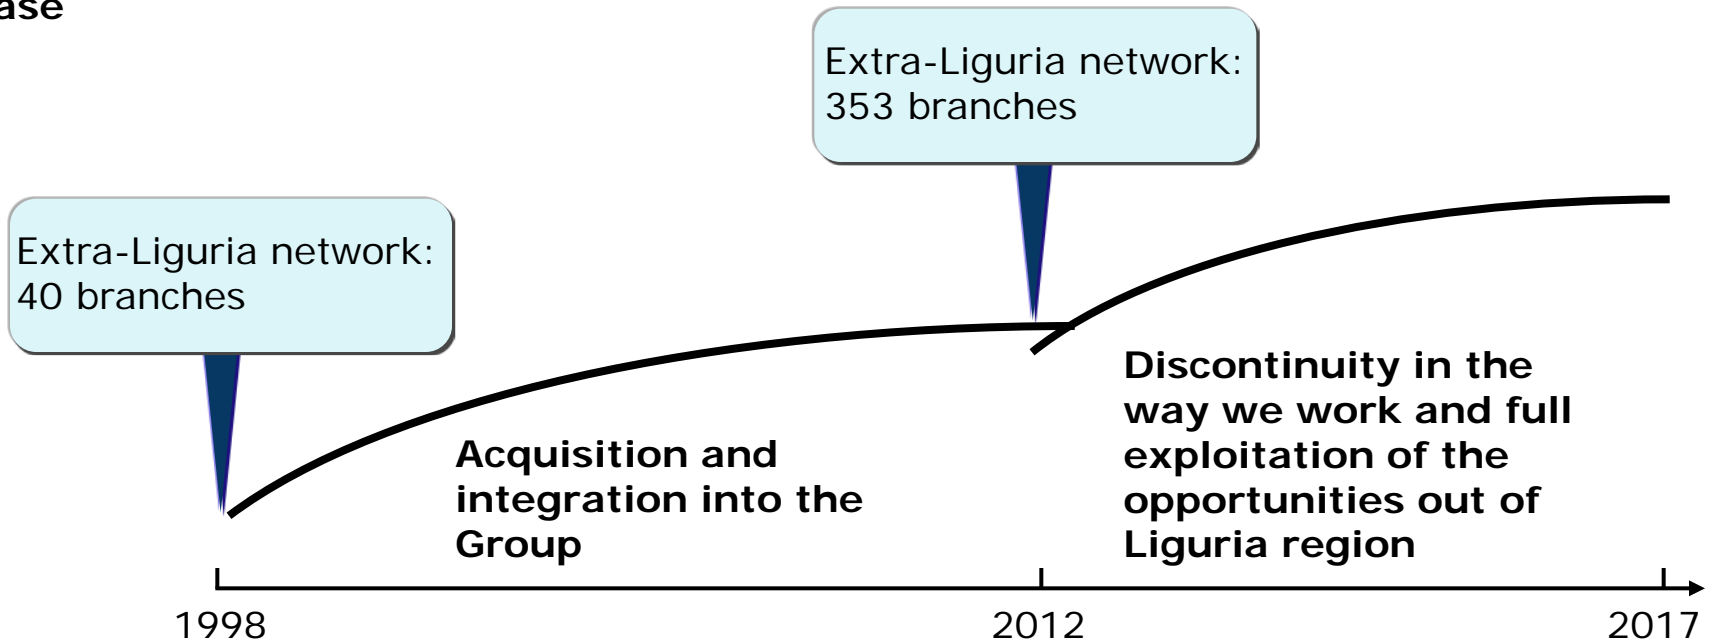 Extra-Liguria network:
353 branches
Extra-Liguria network:
40 branches
Acquisition and
integration into the
Group
Discontinuity in the
way we work and full
exploitation of the
opportunities out of
Liguria region
1998
2012
2017